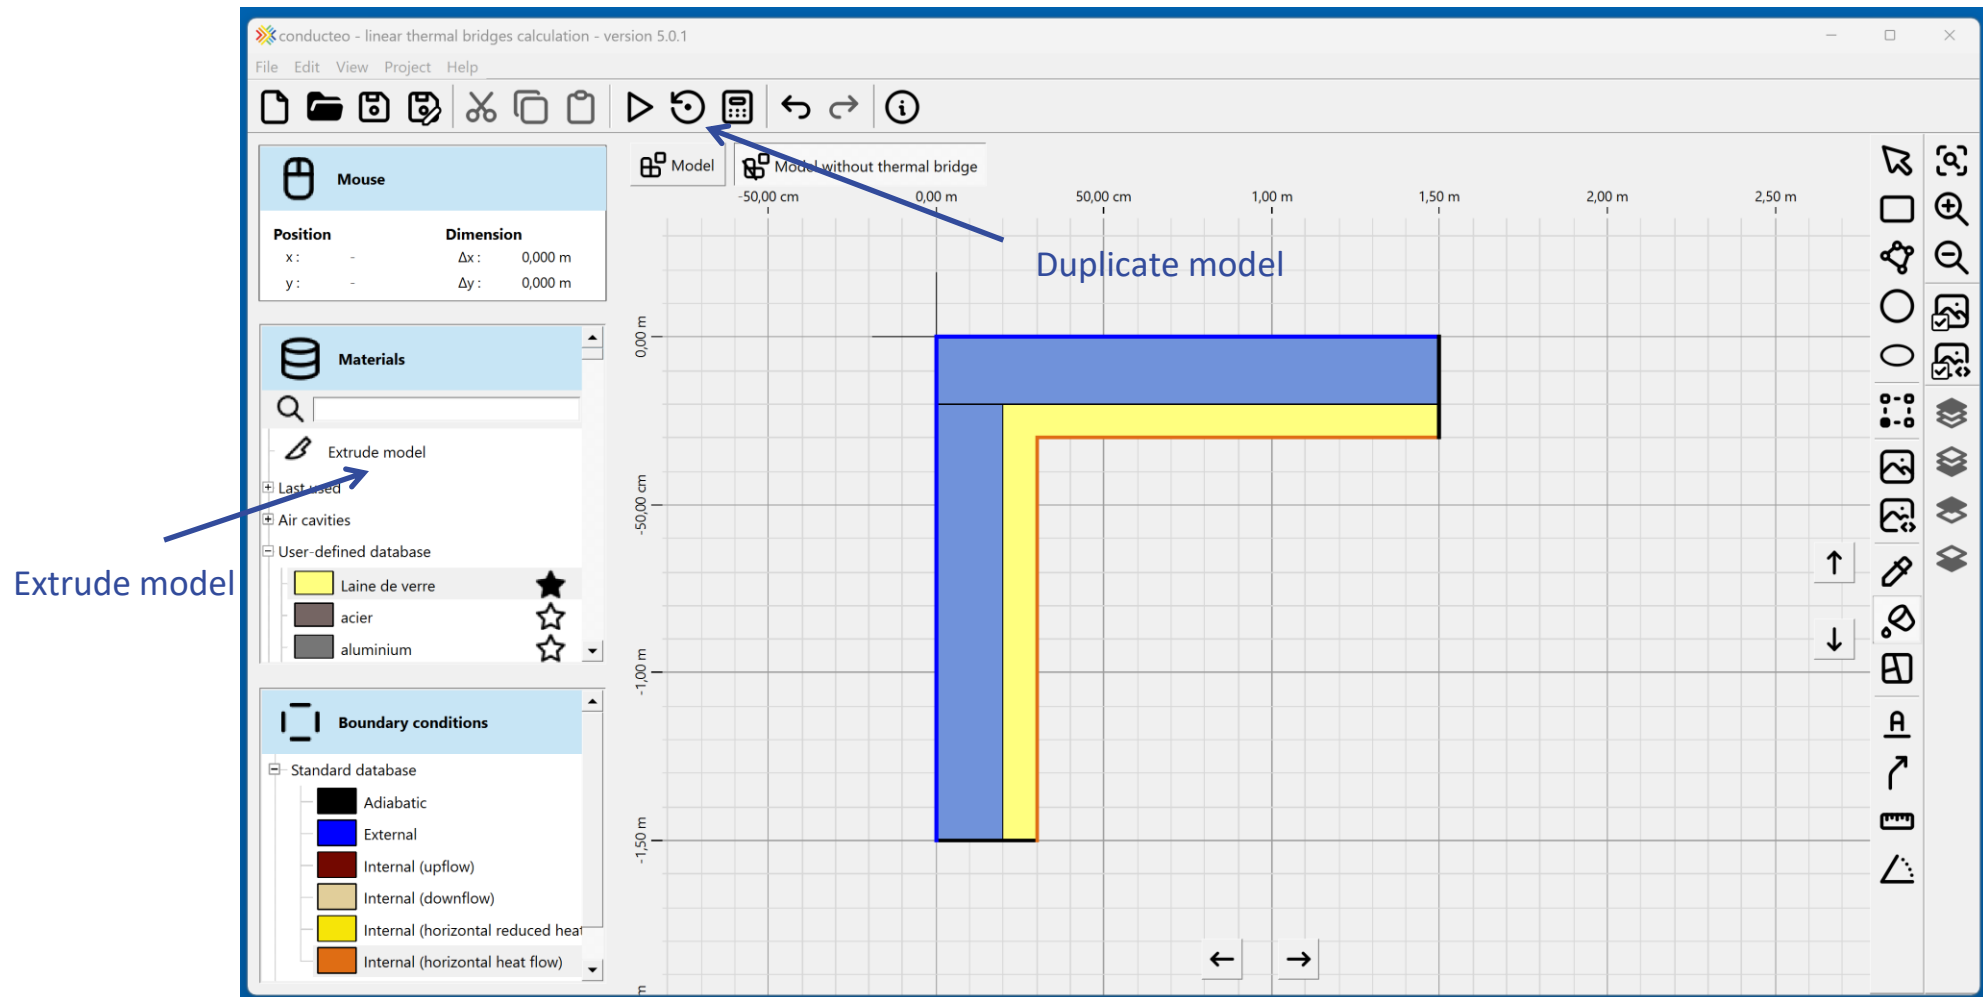 conducteo - linear thermal bridges calculation - version 5.0.1
File Edit View Project Help
Mouse
Model
Model without thermal bridge
Position Dimension
x : - Δx : 0,000 m
y : - Δy : 0,000 m
-50,00 cm 0,00 m 50,00 cm 1,00 m 1,50 m 2,00 m 2,50 m
Duplicate model
0,00 m
-50,00 cm
-1,00 m
-1,50 m
m
Materials
Extrude model
Last used
Air cavities
User-defined database
Laine de verre
acier
aluminium
Extrude model
Boundary conditions
Standard database
Adiabatic
External
Internal (upflow)
Internal (downflow)
Internal (horizontal reduced heat
Internal (horizontal heat flow)
A